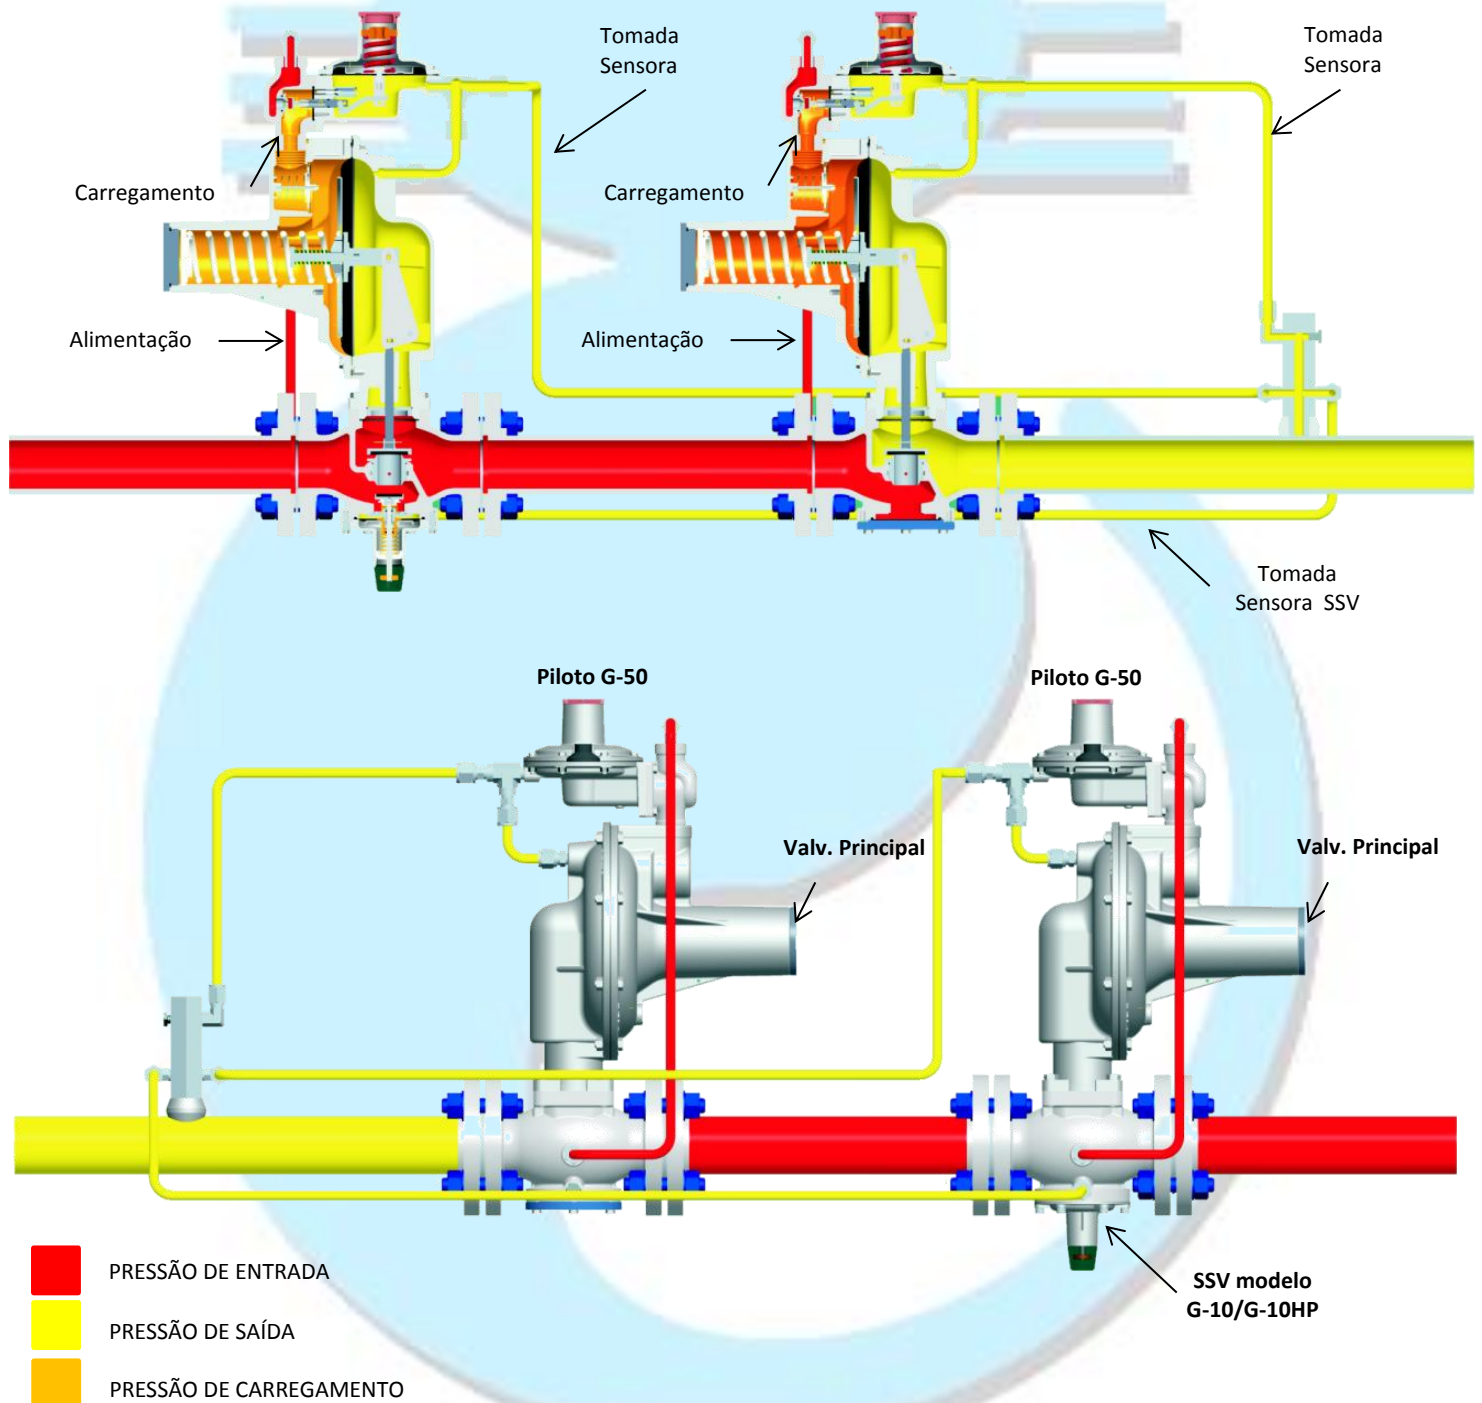 Tomada
Sensora
Tomada
Sensora
Carregamento
Carregamento
Alimentação
Alimentação
Tomada
Sensora SSV
Piloto G-50
Piloto G-50
Valv. Principal
Valv. Principal
SSV modelo
G-10/G-10HP
PRESSÃO DE ENTRADA
PRESSÃO DE SAÍDA
PRESSÃO DE CARREGAMENTO